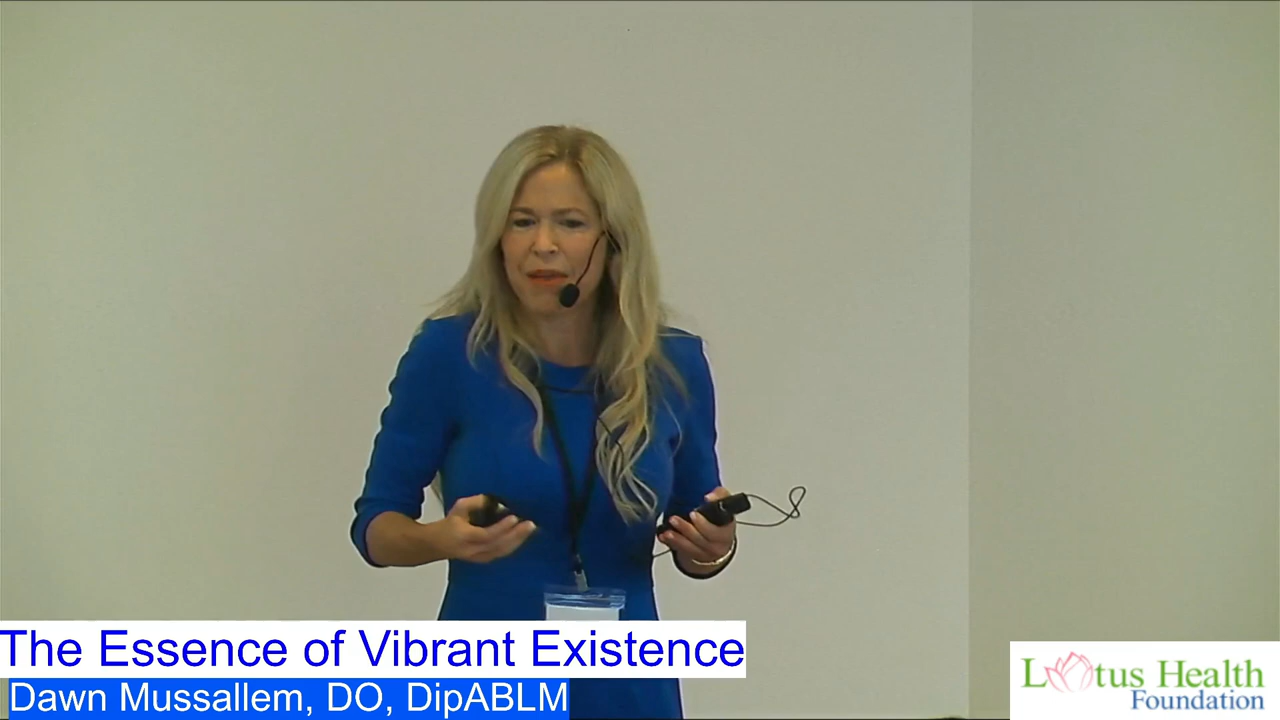 The Essence of Vibrant Existence
Dawn Mussallem, DO, DipABLM
Lotus Health
Foundation